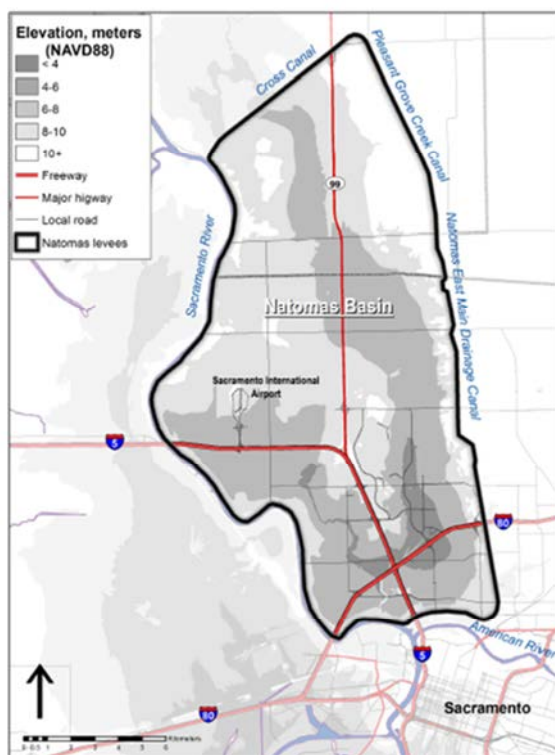 Elevation, meters
(NAVD88)
< 4
4-6
6-8
8-10
10+
Freeway
Major higway
Local road
Natomas levees
Cross Canal
Pleasant Grove Creek Canal
99
Sacramento River
Natomas East Main Drainage Canal
Natomas Basin
Sacramento International
Airport
5
80
American River
5
Sacramento
80
Kilometers